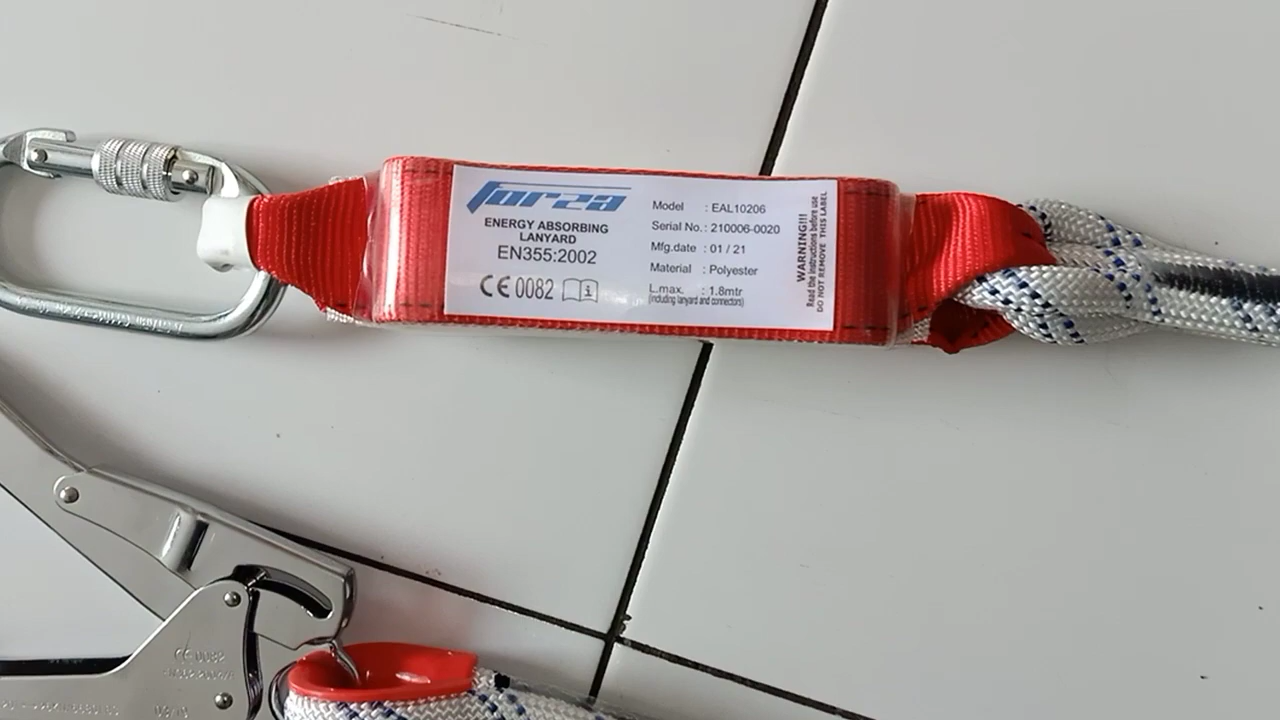 forza
ENERGY ABSORBING
LANYARD
EN355:2002
CE 0082
Model : EAL10206
Serial No.: 210006-0020
Mfg.date : 01 / 21
Material : Polyester
L.max. : 1.8mtr
(including lanyard and connectors)
WARNING!!!
Read the instructions before use
DO NOT REMOVE THIS LABEL
CE 0082